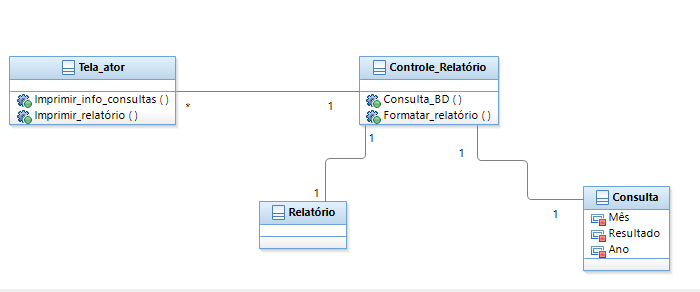 Tela_ator
Imprimir_info_consultas ( )
Imprimir_relatório ( )
Controle_Relatório
Consulta_BD ( )
Formatar_relatório ( )
*
1
1
1
1
1
Relatório
Consulta
Mês
Resultado
Ano